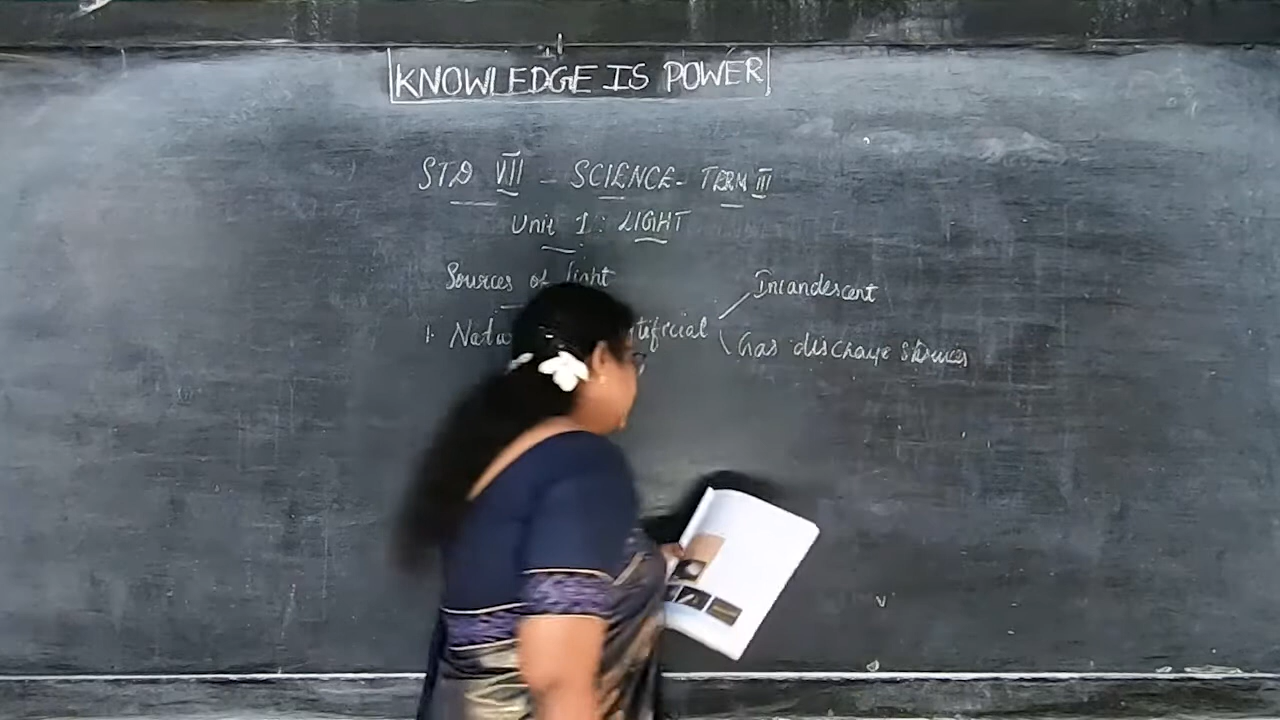 KNOWLEDGE IS POWER
STD VII - SCIENCE - TERM III
Unit 1 : LIGHT
Sources of light
Incandescent
1. Natu tificial
Gas discharge sources